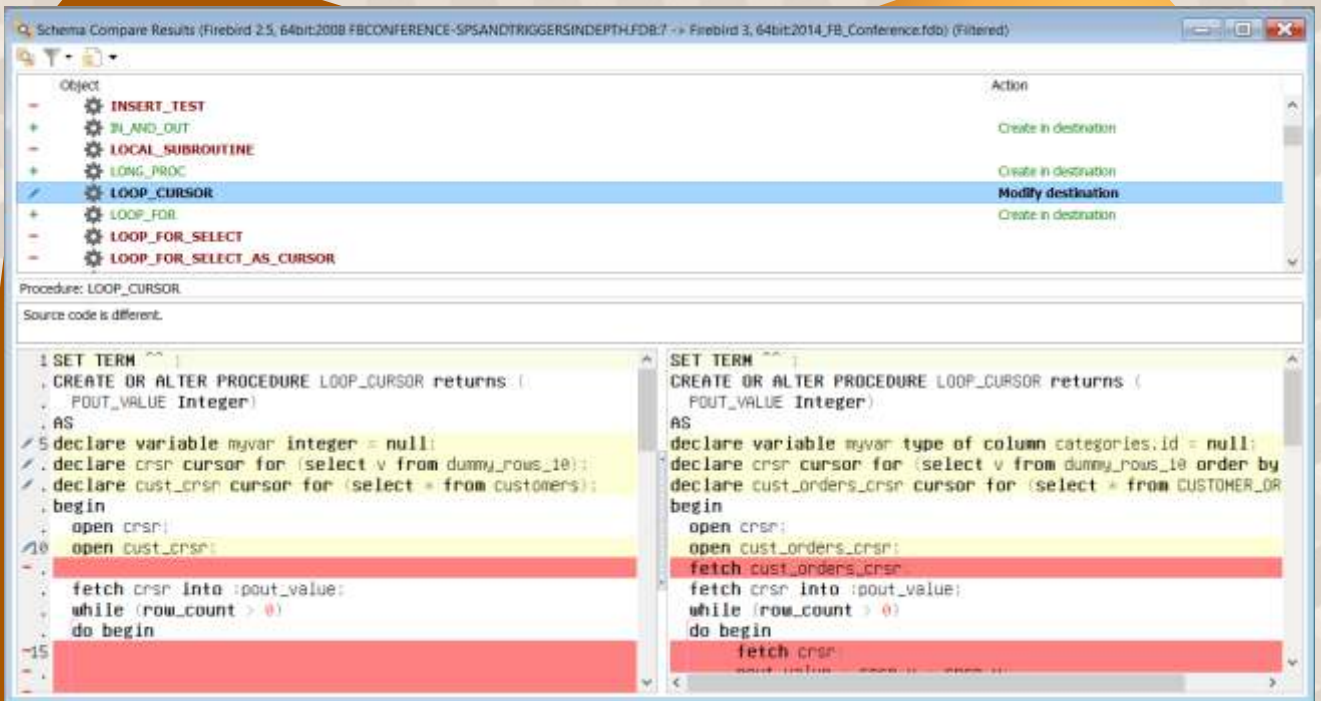 Schema Compare Results (Firebird 2.5, 64bit:2008 FBCONFERENCE-SPSANDTRIGGERSINDEPTH.FDB:7 -> Firebird 3, 64bit:2014_FB_Conference.fdb) (Filtered)
Object Action
- INSERT_TEST
+ IN_AND_OUT Create in destination
- LOCAL_SUBROUTINE
+ LONG_PROC Create in destination
LOOP_CURSOR Modify destination
+ LOOP_FOR Create in destination
- LOOP_FOR_SELECT
- LOOP_FOR_SELECT_AS_CURSOR
Procedure: LOOP_CURSOR
Source code is different.
1 SET TERM ^^ ;
. CREATE OR ALTER PROCEDURE LOOP_CURSOR returns (
. POUT_VALUE Integer)
. AS
5 declare variable myvar integer = null;
. declare crsr cursor for (select v from dummy_rows_10);
. declare cust_crsr cursor for (select * from customers);
. begin
. open crsr;
10 open cust_crsr;
- .
. fetch crsr into :pout_value;
. while (row_count > 0)
. do begin
-15
- .
-
SET TERM ^^ ;
CREATE OR ALTER PROCEDURE LOOP_CURSOR returns (
POUT_VALUE Integer)
AS
declare variable myvar type of column categories.id = null;
declare crsr cursor for (select v from dummy_rows_10 order by
declare cust_orders_crsr cursor for (select * from CUSTOMER_OR
begin
open crsr;
open cust_orders_crsr;
fetch cust_orders_crsr;
fetch crsr into :pout_value;
while (row_count > 0)
do begin
fetch crsr;